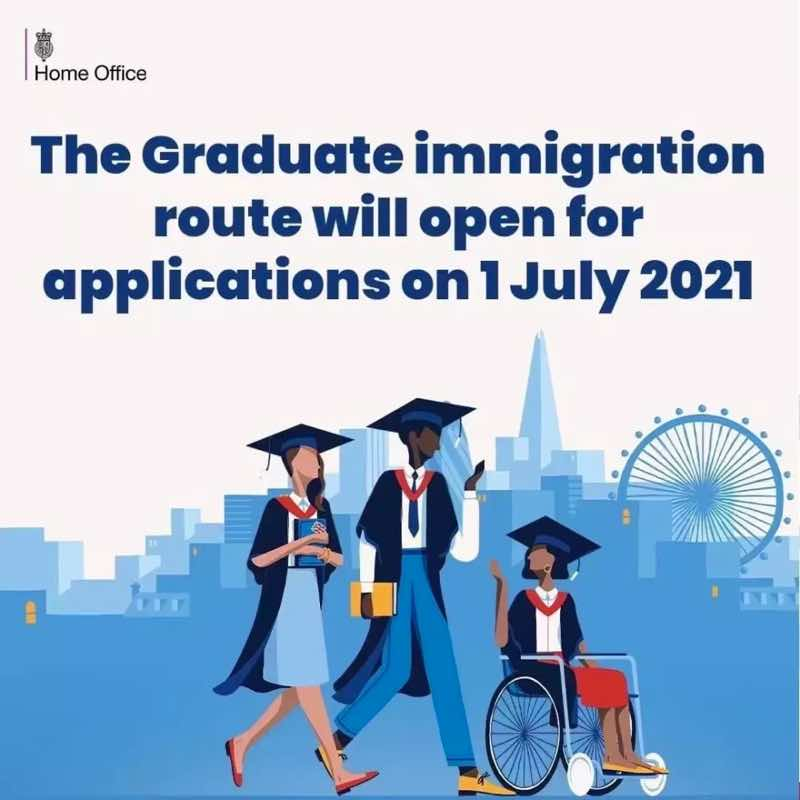 Home Office
The Graduate immigration
route will open for
applications on 1 July 2021